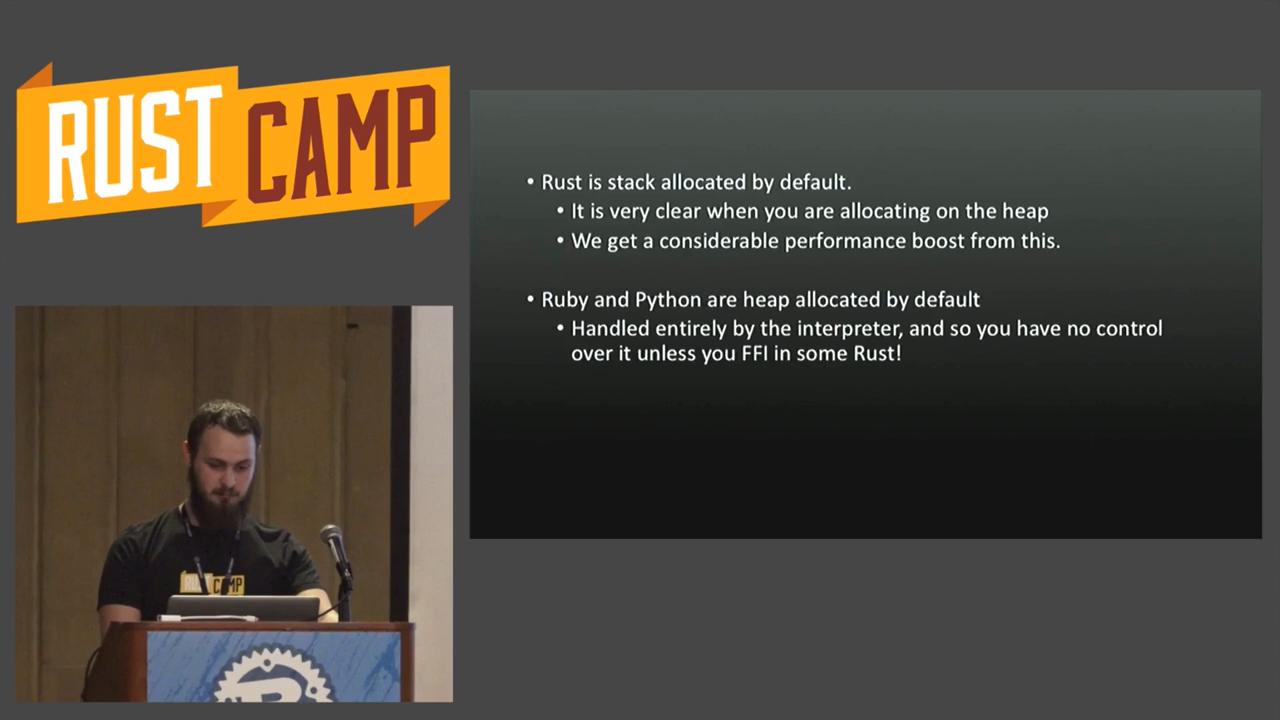 RUST CAMP
• Rust is stack allocated by default.
• It is very clear when you are allocating on the heap
• We get a considerable performance boost from this.
• Ruby and Python are heap allocated by default
• Handled entirely by the interpreter, and so you have no control
over it unless you FFI in some Rust!
RUST CAMP
R